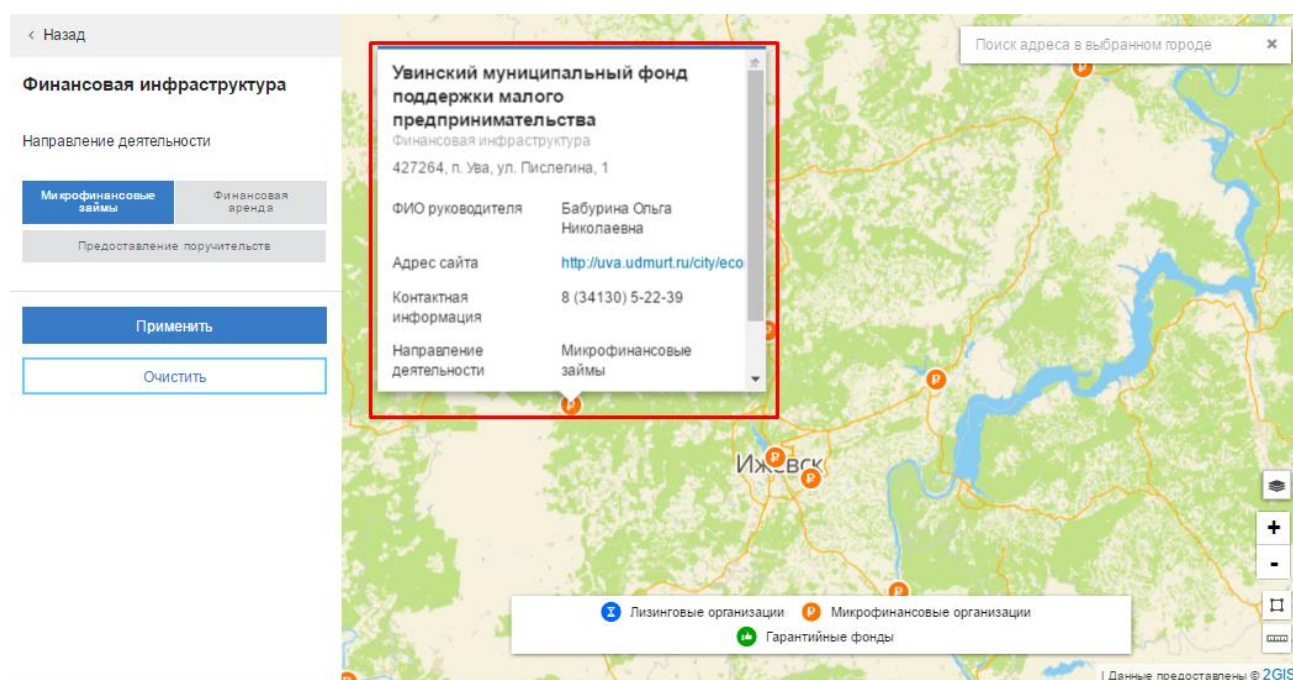 ‹ Назад
Финансовая инфраструктура
Направление деятельности
Микрофинансовые
займы
Финансовая
аренда
Предоставление поручительств
Применить
Очистить
Поиск адреса в выбранном городе ×
Увинский муниципальный фонд
поддержки малого
предпринимательства
Финансовая инфраструктура
427264, п. Ува, ул. Пислегина, 1
ФИО руководителя
Бабурина Ольга
Николаевна
Адрес сайта
http://uva.udmurt.ru/city/eco
Контактная
информация
8 (34130) 5-22-39
Направление
деятельности
Микрофинансовые
займы
Ижевск
+
-
Лизинговые организации
Микрофинансовые организации
Гарантийные фонды
| Данные предоставлены © 2GIS